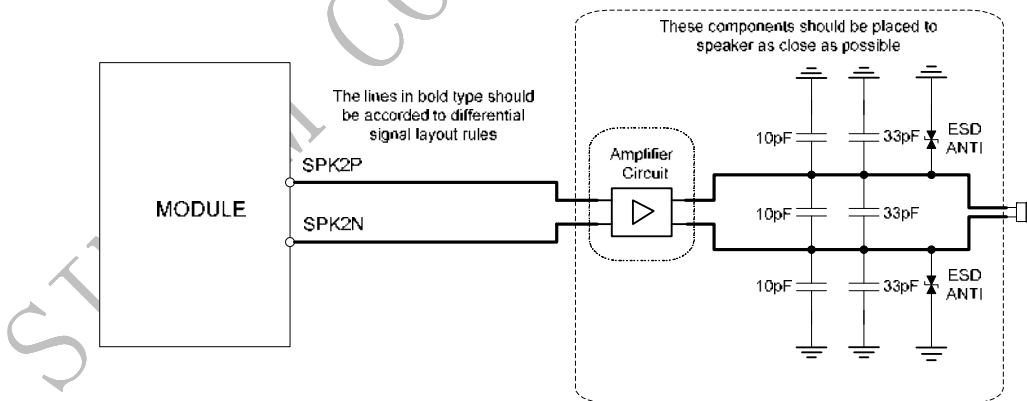 These components should be placed to
speaker as close as possible
The lines in bold type should
be accorded to differential
signal layout rules
10pF
33pF
ESD
ANTI
Amplifier
Circuit
SPK2P
MODULE
10pF
33pF
SPK2N
10pF
33pF
ESD
ANTI